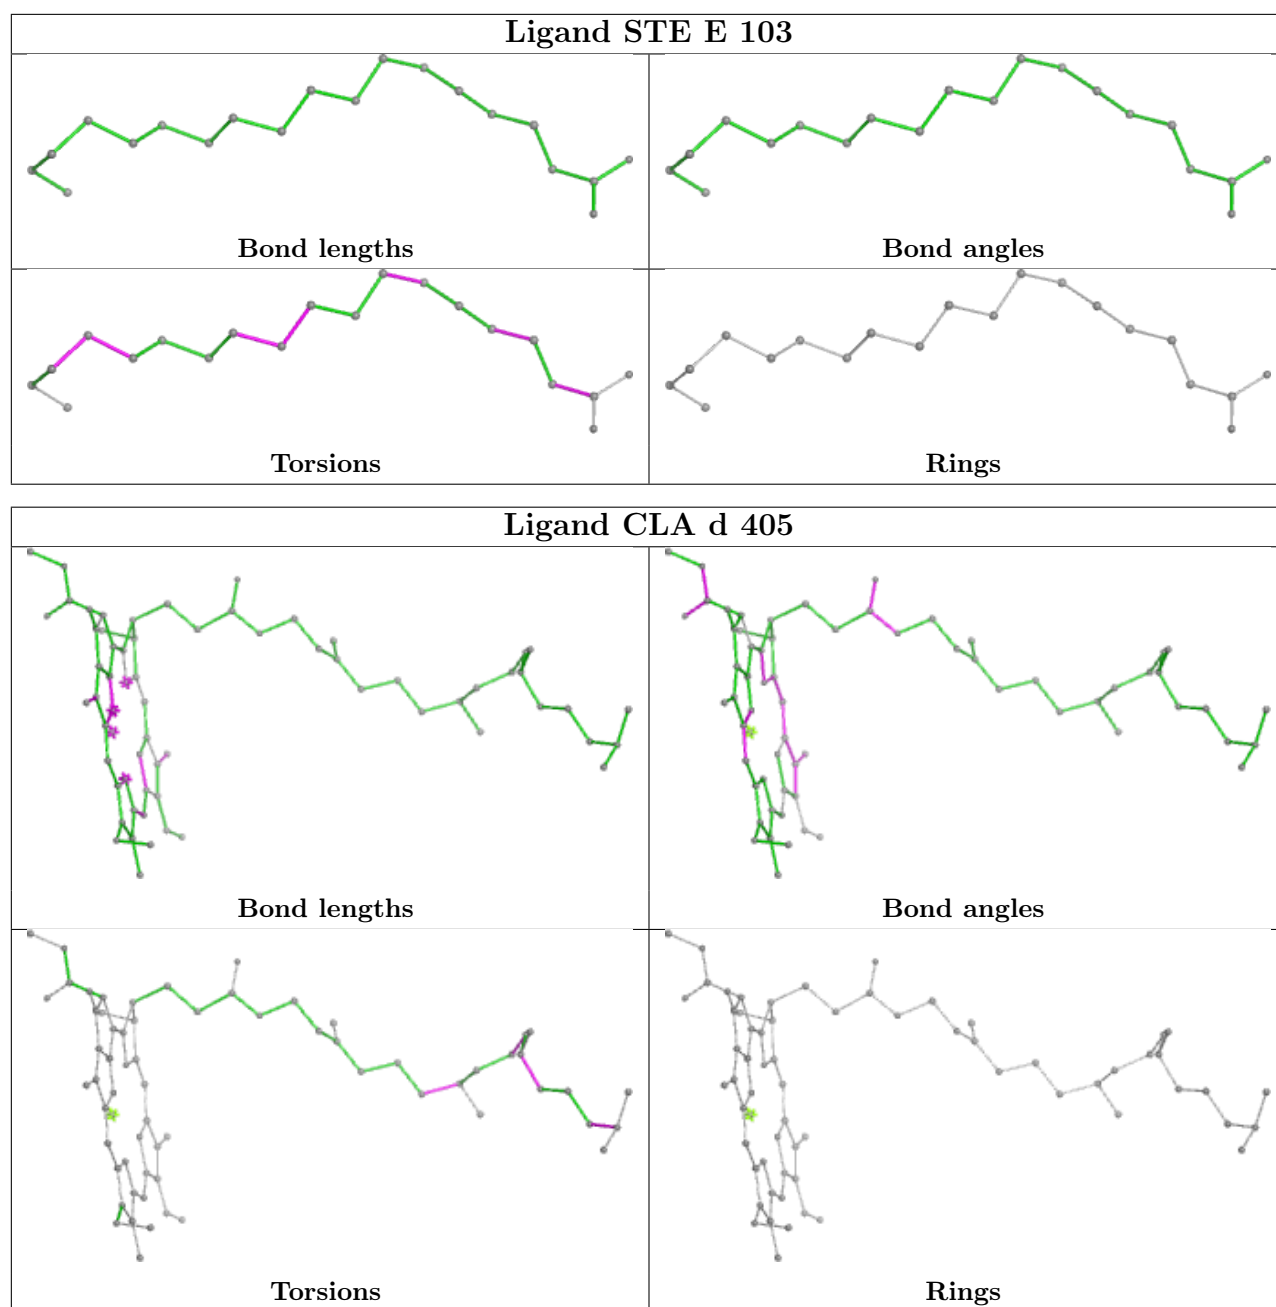 Ligand STE E 103
Bond lengths
Bond angles
Torsions
Rings
Ligand CLA d 405
Bond lengths
Bond angles
Torsions
Rings